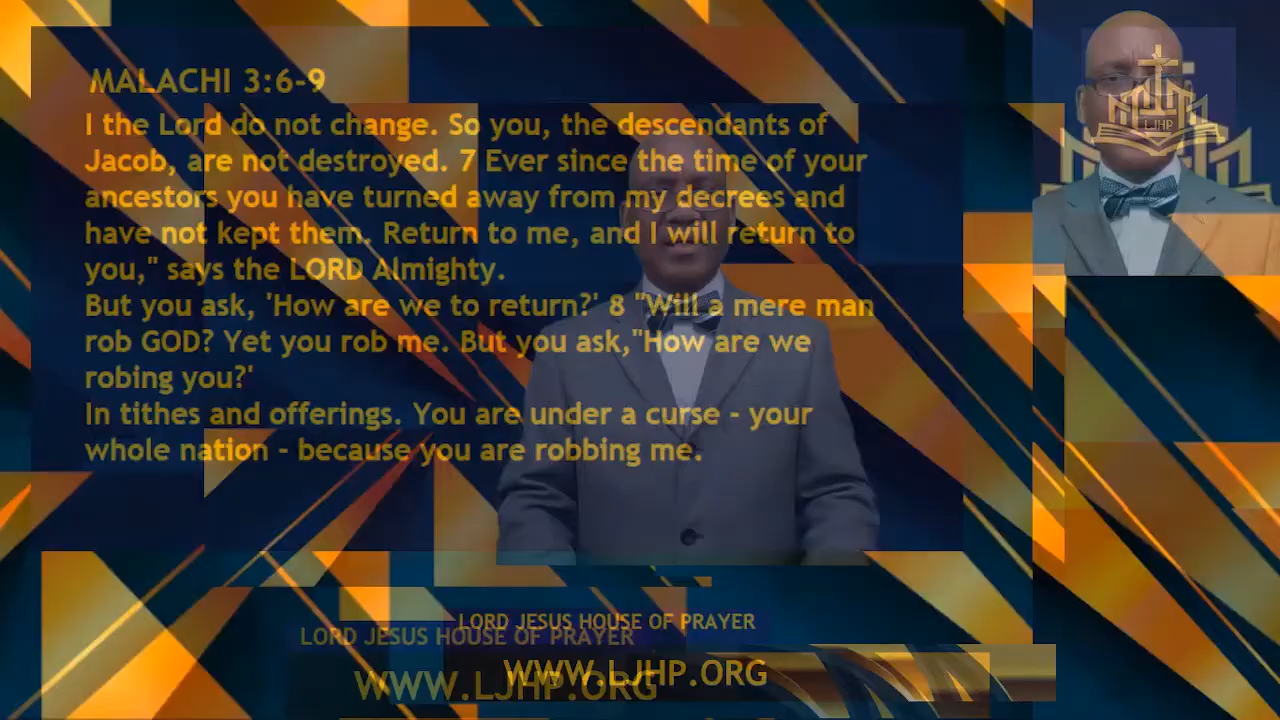 MALACHI 3:6-9
I the Lord do not change. So you, the descendants of
Jacob, are not destroyed. 7 Ever since the time of your
ancestors you have turned away from my decrees and
have not kept them. Return to me, and I will return to
you," says the LORD Almighty.
But you ask, 'How are we to return?' 8 "Will a mere man
rob GOD? Yet you rob me. But you ask,"How are we
robing you?'
In tithes and offerings. You are under a curse - your
whole nation - because you are robbing me.
LJHP
LORD JESUS HOUSE OF PRAYER
LORD JESUS HOUSE OF PRAYER
WWW.LJHP.ORG
WWW.LJHP.ORG